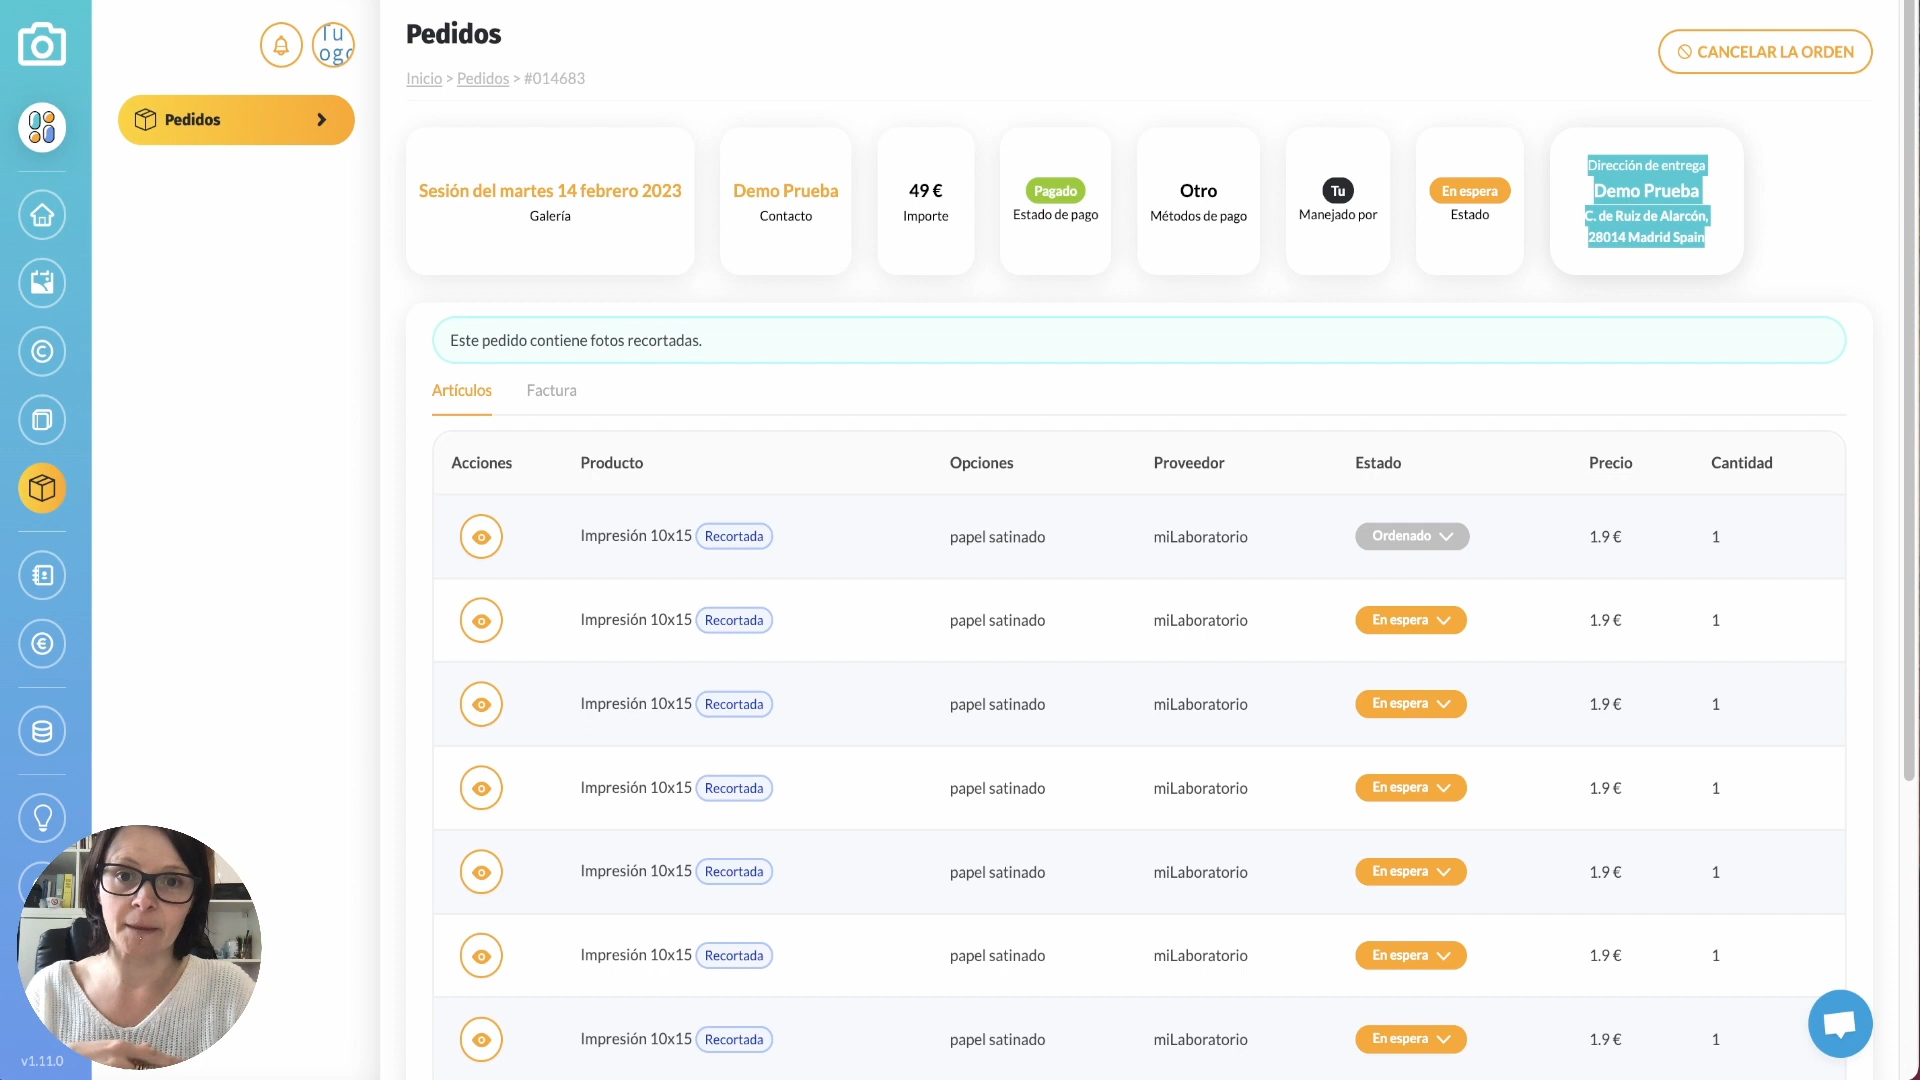 Tu
ogo
Pedidos
v1.11.0
Pedidos
Inicio > Pedidos > #014683
CANCELAR LA ORDEN
Sesión del martes 14 febrero 2023
Galería
Demo Prueba
Contacto
49 €
Importe
Pagado
Estado de pago
Otro
Métodos de pago
Tu
Manejado por
En espera
Estado
Dirección de entrega
Demo Prueba
C. de Ruiz de Alarcón,
28014 Madrid Spain
Este pedido contiene fotos recortadas.
Artículos Factura
Acciones Producto Opciones Proveedor Estado Precio Cantidad
Impresión 10x15 Recortada papel satinado miLaboratorio Ordenado 1.9 € 1
Impresión 10x15 Recortada papel satinado miLaboratorio En espera 1.9 € 1
Impresión 10x15 Recortada papel satinado miLaboratorio En espera 1.9 € 1
Impresión 10x15 Recortada papel satinado miLaboratorio En espera 1.9 € 1
Impresión 10x15 Recortada papel satinado miLaboratorio En espera 1.9 € 1
Impresión 10x15 Recortada papel satinado miLaboratorio En espera 1.9 € 1
Impresión 10x15 Recortada papel satinado miLaboratorio En espera 1.9 € 1